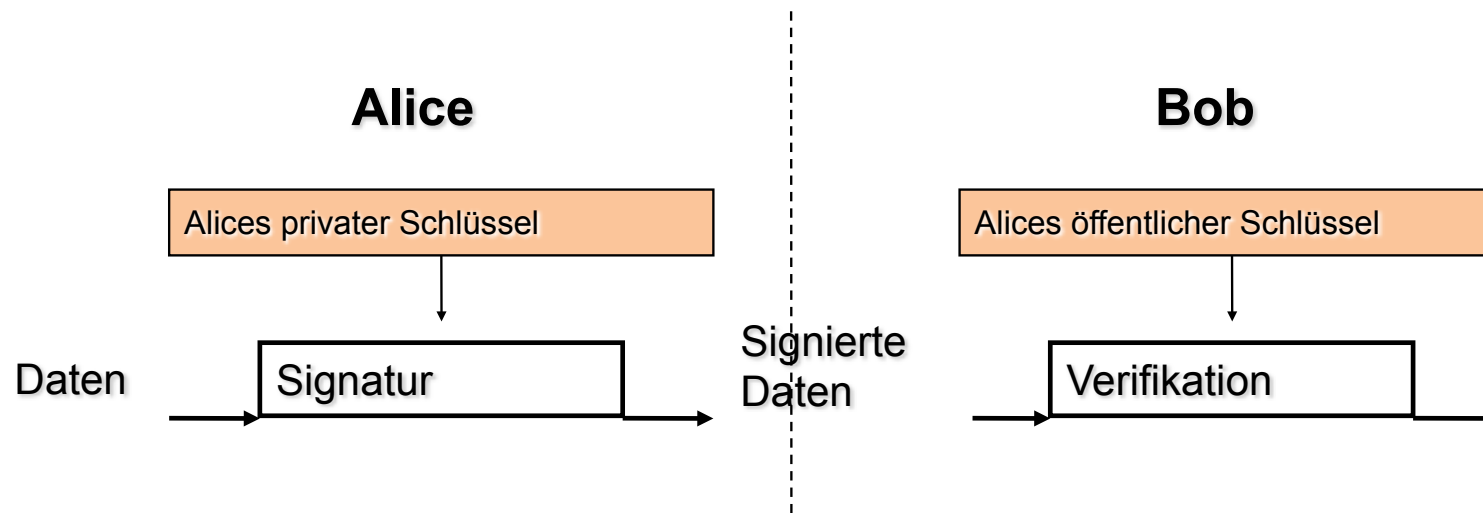 Alice
Bob
Alices privater Schlüssel
Alices öffentlicher Schlüssel
Daten
Signatur
Signierte
Daten
Verifikation